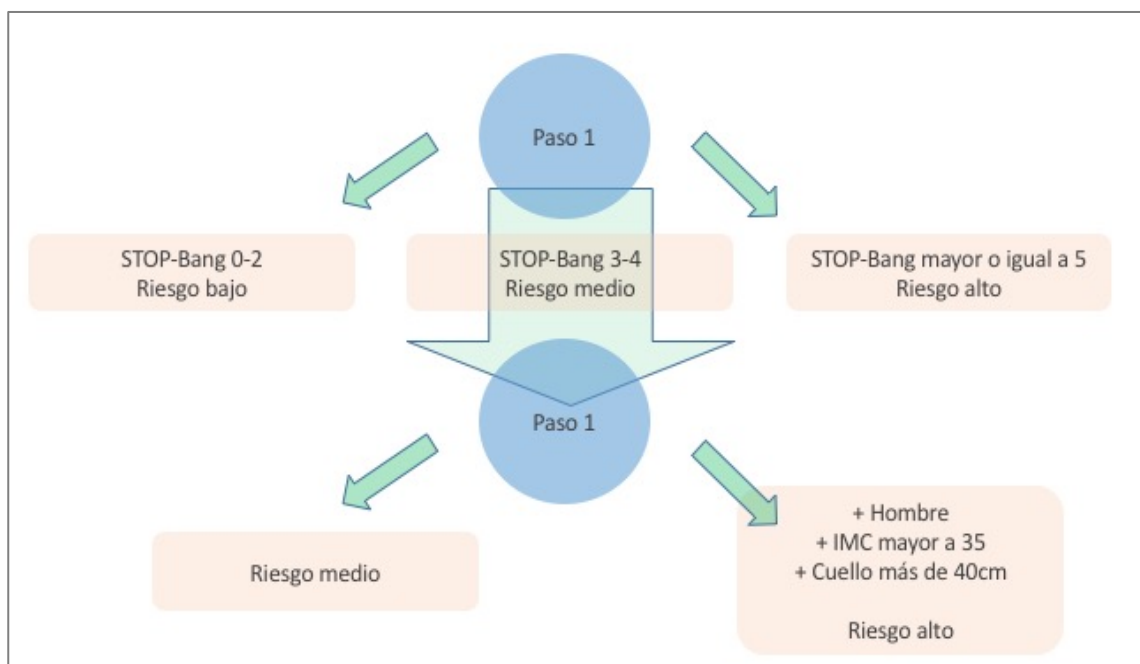 Paso 1
STOP-Bang 0-2
Riesgo bajo
STOP-Bang 3-4
Riesgo medio
STOP-Bang mayor o igual a 5
Riesgo alto
Paso 1
Riesgo medio
+ Hombre
+ IMC mayor a 35
+ Cuello más de 40cm
Riesgo alto